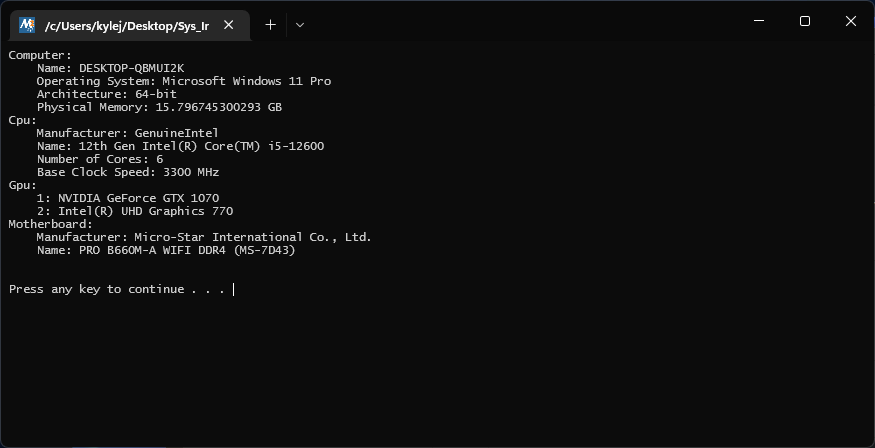 /c/Users/kylej/Desktop/Sys_Ir
Computer:
Name: DESKTOP-QBMUI2K
Operating System: Microsoft Windows 11 Pro
Architecture: 64-bit
Physical Memory: 15.796745300293 GB
Cpu:
Manufacturer: GenuineIntel
Name: 12th Gen Intel(R) Core(TM) i5-12600
Number of Cores: 6
Base Clock Speed: 3300 MHz
Gpu:
1: NVIDIA GeForce GTX 1070
2: Intel(R) UHD Graphics 770
Motherboard:
Manufacturer: Micro-Star International Co., Ltd.
Name: PRO B660M-A WIFI DDR4 (MS-7D43)
Press any key to continue . . .